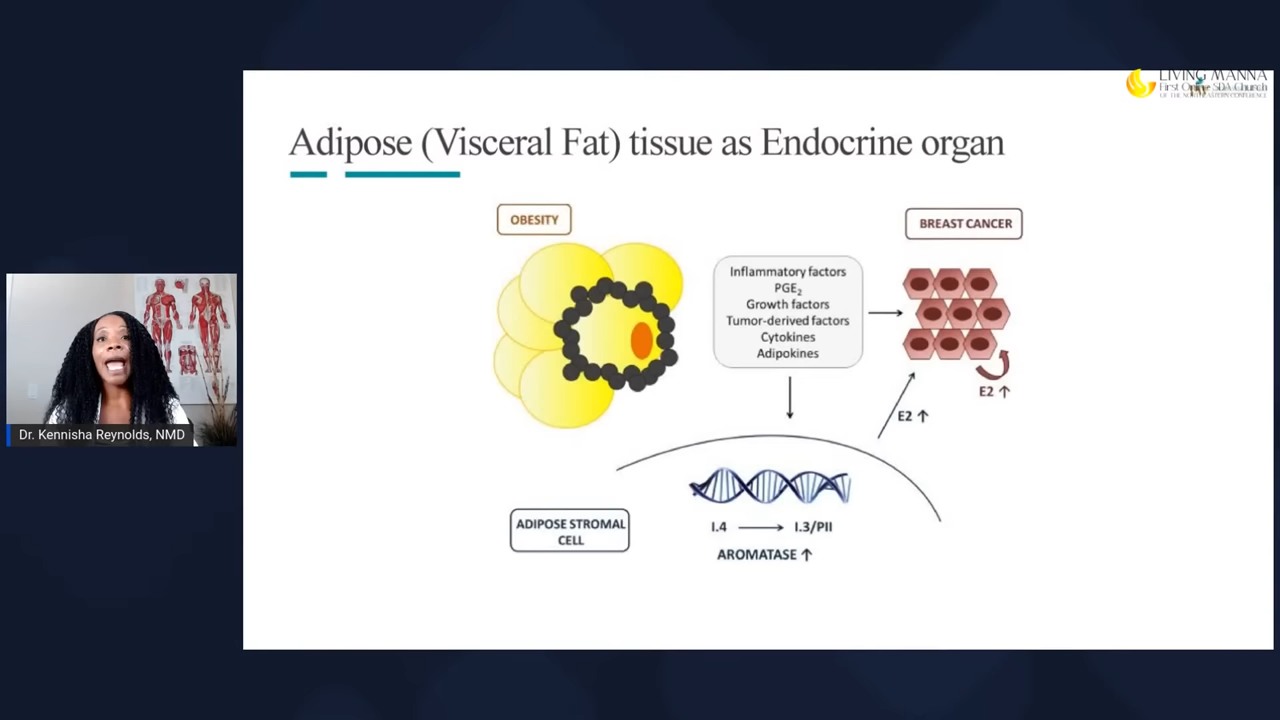 LIVING MANNA
First Online SDA Church
Adipose (Visceral Fat) tissue as Endocrine organ
OBESITY
BREAST CANCER
Inflammatory factors
PGE2
Growth factors
Tumor-derived factors
Cytokines
Adipokines
E2 ↑
E2 ↑
ADIPOSE STROMAL
CELL
I.4 → I.3/PII
AROMATASE ↑
Dr. Kennisha Reynolds, NMD